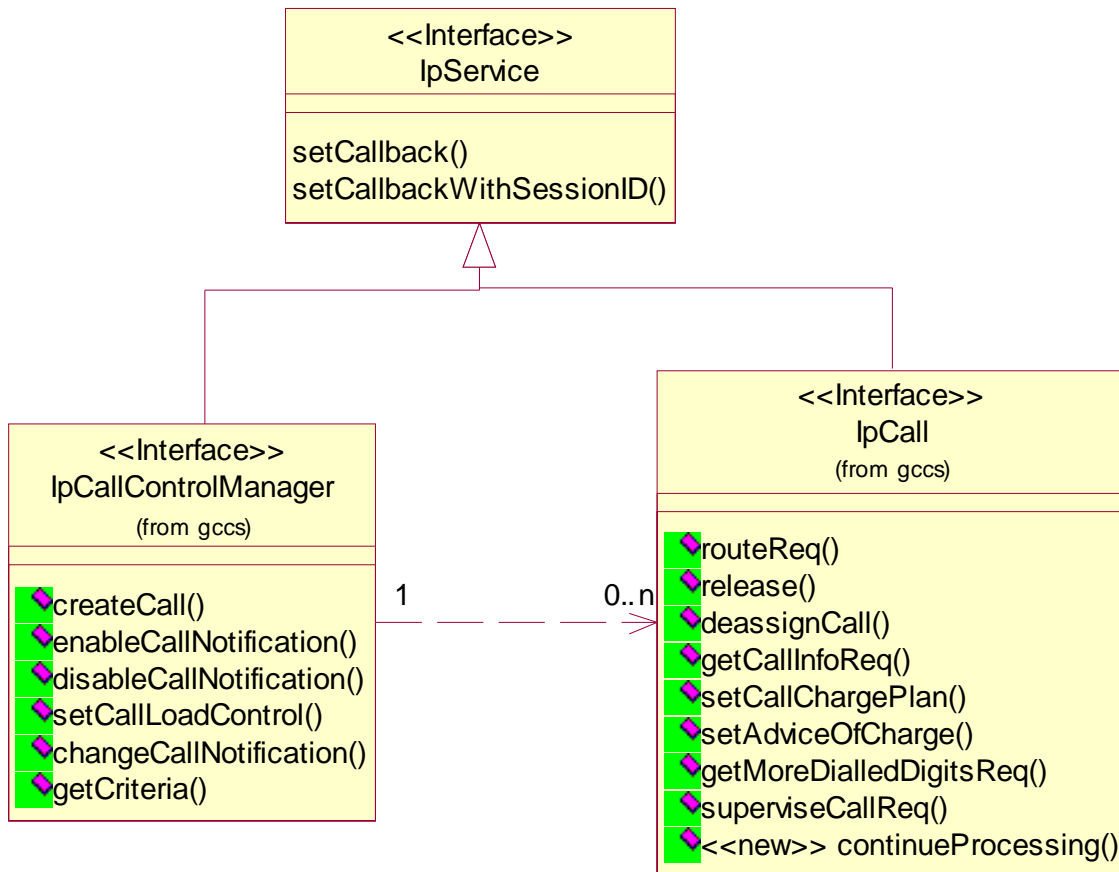 <<Interface>>
IpService
setCallback()
setCallbackWithSessionID()
<<Interface>>
IpCallControlManager
(from gccs)
createCall()
enableCallNotification()
disableCallNotification()
setCallLoadControl()
changeCallNotification()
getCriteria()
1
0..n
<<Interface>>
IpCall
(from gccs)
routeReq()
release()
deassignCall()
getCallInfoReq()
setCallChargePlan()
setAdviceOfCharge()
getMoreDialledDigitsReq()
superviseCallReq()
<<new>> continueProcessing()